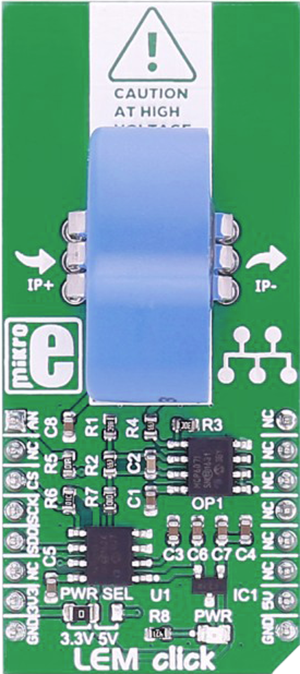 CAUTION
AT HIGH
VOLTAGE
IP+
IP-
mikro
e
AN C8 R1 R4 R3 NC
R5 R2 C2 NC
CS NC
R6 R7 C1 OP1
SCK NC
SDO C5 C3 C6 C7 C4 NC
NC NC
3V3 PWR SEL U1 IC1 5V
GND 3.3V 5V R8 PWR GND
LEM click